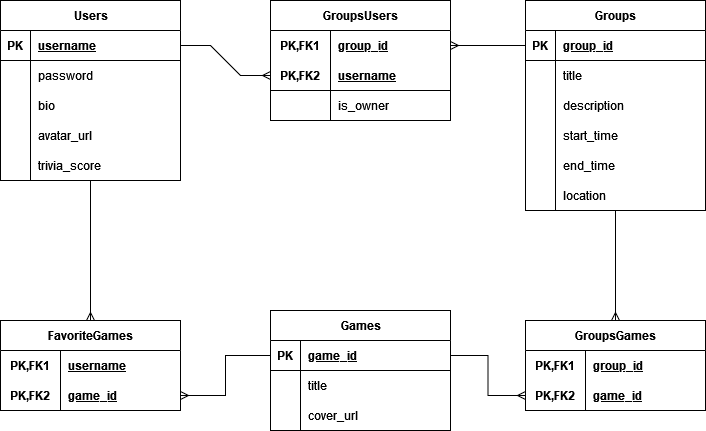 Users
PK username
password
bio
avatar_url
trivia_score
GroupsUsers
PK,FK1 group_id
PK,FK2 username
is_owner
Groups
PK group_id
title
description
start_time
end_time
location
FavoriteGames
PK,FK1 username
PK,FK2 game_id
Games
PK game_id
title
cover_url
GroupsGames
PK,FK1 group_id
PK,FK2 game_id